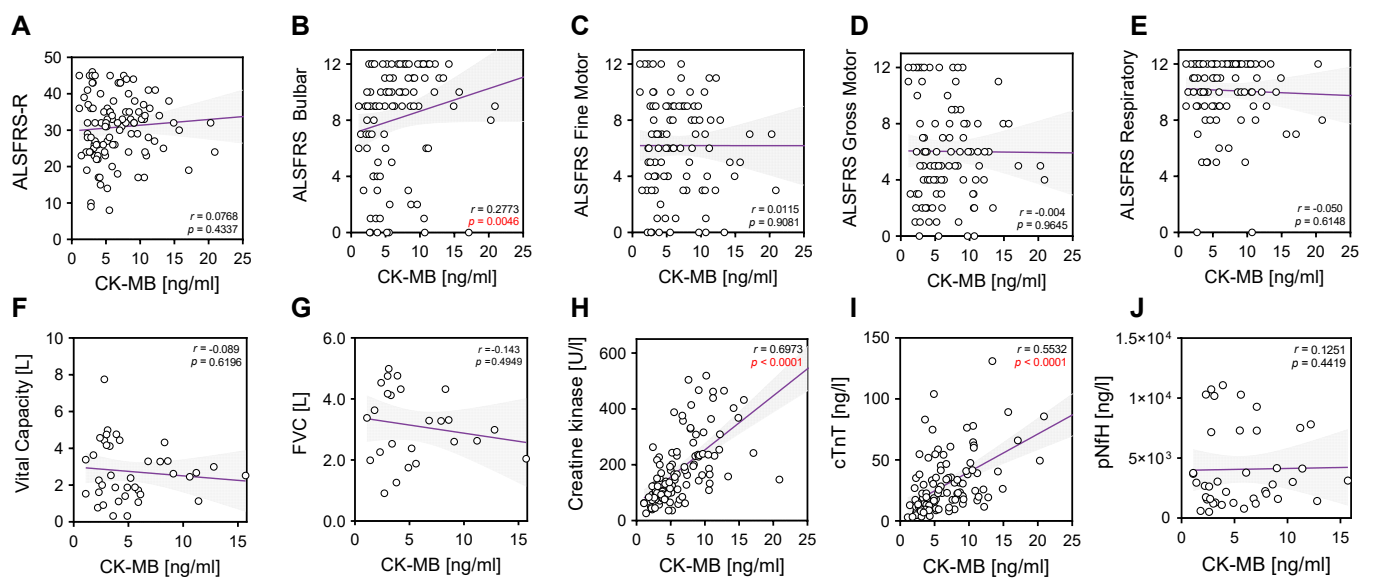 A
ALSFRS-R
50
40
30
20
10
0
r = 0.0768
p = 0.4337
0 5 10 15 20 25
CK-MB [ng/ml]
B
ALSFRS Bulbar
12
9
6
3
0
r = 0.2773
p = 0.0046
0 5 10 15 20 25
CK-MB [ng/ml]
C
ALSFRS Fine Motor
12
9
6
3
0
r = 0.0115
p = 0.9081
0 5 10 15 20 25
CK-MB [ng/ml]
D
ALSFRS Gross Motor
12
8
4
0
r = -0.004
p = 0.9645
0 5 10 15 20 25
CK-MB [ng/ml]
E
ALSFRS Respiratory
12
9
6
3
0
r = -0.050
p = 0.6148
0 5 10 15 20 25
CK-MB [ng/ml]
F
Vital Capacity [L]
10
8
6
4
2
0
r = -0.089
p = 0.6196
0 5 10 15
CK-MB [ng/ml]
G
FVC [L]
6.0
4.0
2.0
0.0
r =-0.143
p = 0.4949
0 5 10 15
CK-MB [ng/ml]
H
Creatine kinase [U/l]
600
400
200
0
r = 0.6973
p < 0.0001
0 5 10 15 20 25
CK-MB [ng/ml]
I
cTnT [ng/l]
150
100
50
0
r = 0.5532
p < 0.0001
0 5 10 15 20 25
CK-MB [ng/ml]
J
pNfH [ng/l]
1.5×10⁴
1×10⁴
5×10³
0
r = 0.1251
p = 0.4419
0 5 10 15
CK-MB [ng/ml]